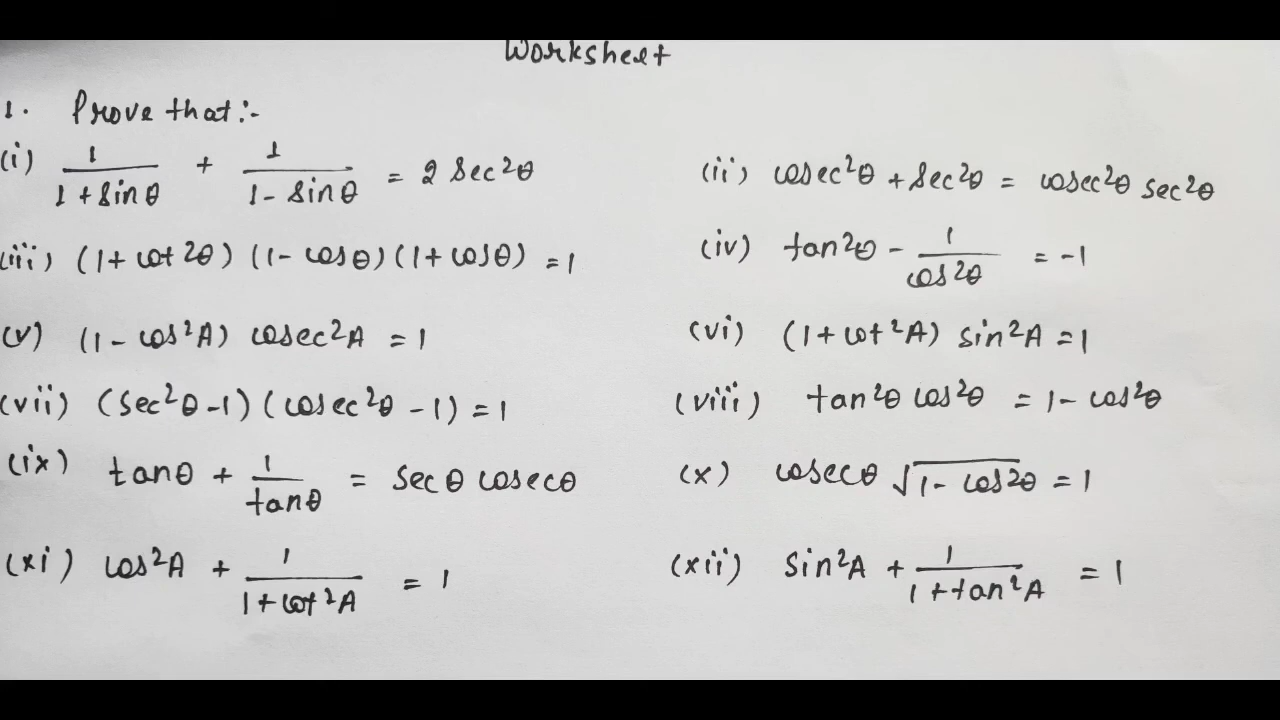 Worksheet
1. Prove that :-
(i) 1/(1 + sin θ) + 1/(1 - sin θ) = 2 sec²θ
(ii) cosec²θ + sec²θ = cosec²θ sec²θ
(iii) (1 + cot²θ) (1 - cosθ) (1 + cosθ) = 1
(iv) tan²θ - 1/cos²θ = -1
(v) (1 - cos²A) cosec²A = 1
(vi) (1 + cot²A) sin²A = 1
(vii) (sec²θ - 1) (cosec²θ - 1) = 1
(viii) tan²θ cos²θ = 1 - cos²θ
(ix) tanθ + 1/tanθ = secθ cosecθ
(x) cosecθ √(1 - cos²θ) = 1
(xi) cos²A + 1/(1 + cot²A) = 1
(xii) sin²A + 1/(1 + tan²A) = 1